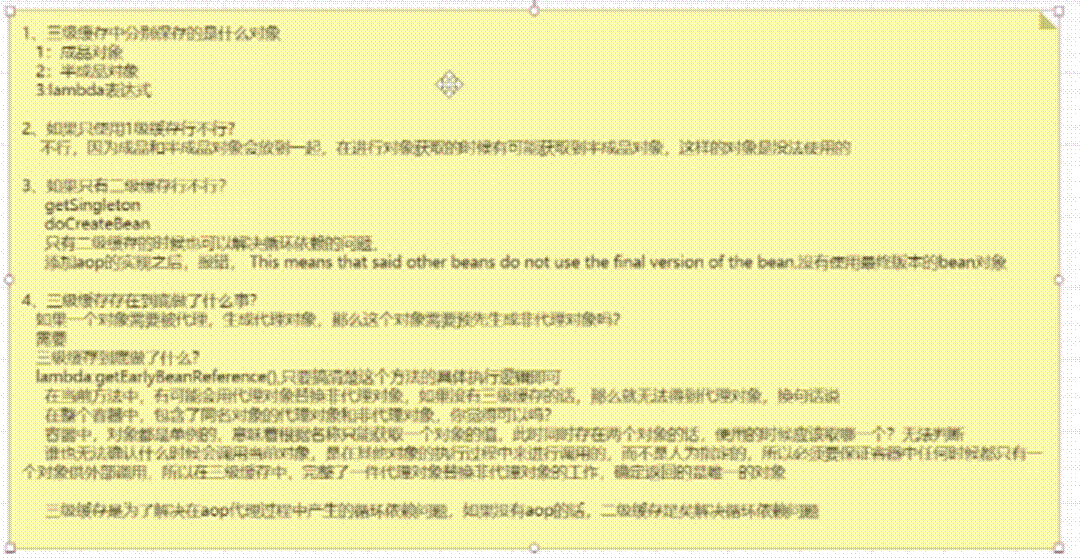 1、三级缓存中分别保存的是什么对象
1：成品对象
2：半成品对象
3:lambda表达式
2、如果只使用1级缓存行不行?
不行，因为成品和半成品对象会放到一起，在进行对象获取的时候有可能获取到半成品对象，这样的对象是没法使用的
3、如果只有二级缓存行不行?
getSingleton
doCreateBean
只有二级缓存的时候也可以解决循环依赖的问题，
添加aop的实现之后，报错， This means that said other beans do not use the final version of the bean,没有使用最终版本的bean对象
4、三级缓存存在到底做了什么事?
如果一个对象需要被代理，生成代理对象，那么这个对象需要预先生成非代理对象吗?
需要
三级缓存到底做了什么?
lambda:getEarlyBeanReference(),只要搞清楚这个方法的具体执行逻辑即可
在当前方法中，有可能会用代理对象替换非代理对象，如果没有三级缓存的话，那么就无法得到代理对象，换句话说
在整个容器中，包含了同名对象的代理对象和非代理对象，你觉得可以吗?
容器中，对象都是单例的，意味着根据名称只能获取一个对象的值，此时同时存在两个对象的话，使用的时候应该取哪一个？无法判断
谁也无法确认什么时候会调用当前对象，是在其他对象的执行过程中来进行调用的，而不是人为指定的，所以必须要保证容器中任何时候都只有一
个对象供外部调用，所以在三级缓存中，完整了一件代理对象替换非代理对象的工作，确定返回的是唯一的对象
三级缓存是为了解决在aop代理过程中产生的循环依赖问题，如果没有aop的话，二级缓存足矣解决循环依赖问题